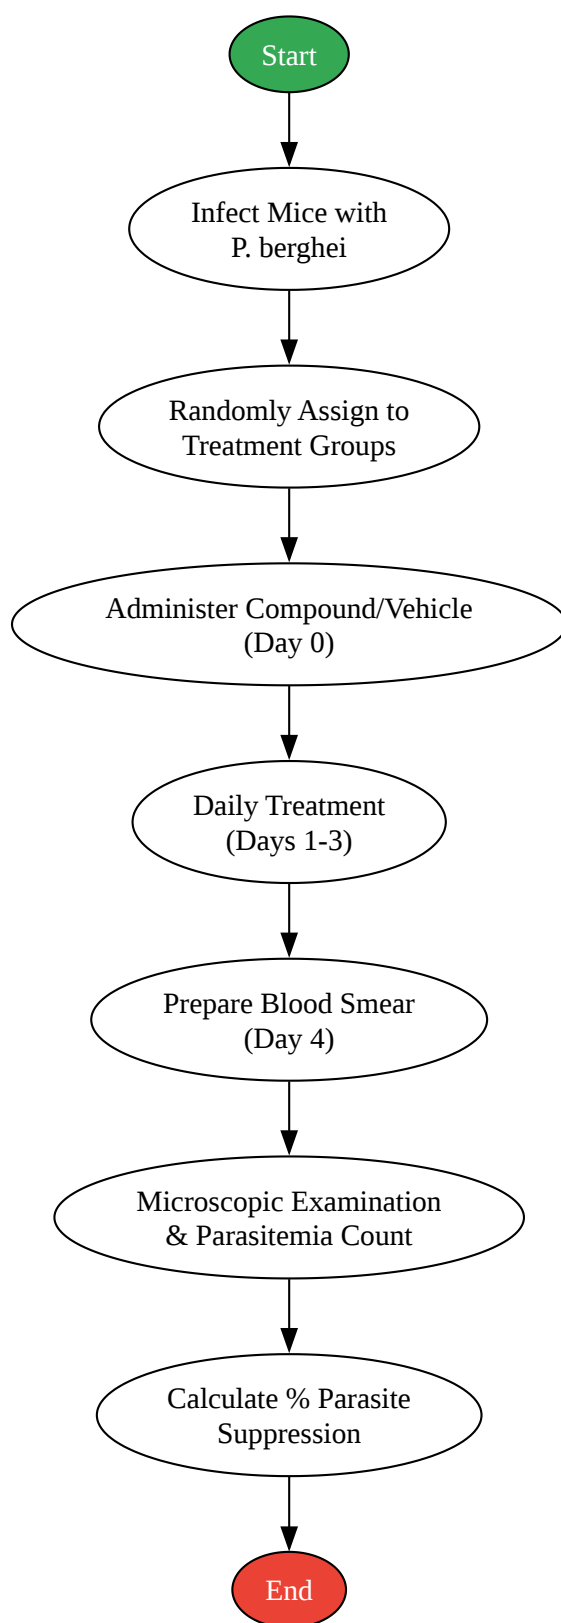 Start
Infect Mice with
P. berghei
Randomly Assign to
Treatment Groups
Administer Compound/Vehicle
(Day 0)
Daily Treatment
(Days 1-3)
Prepare Blood Smear
(Day 4)
Microscopic Examination
& Parasitemia Count
Calculate % Parasite
Suppression
End